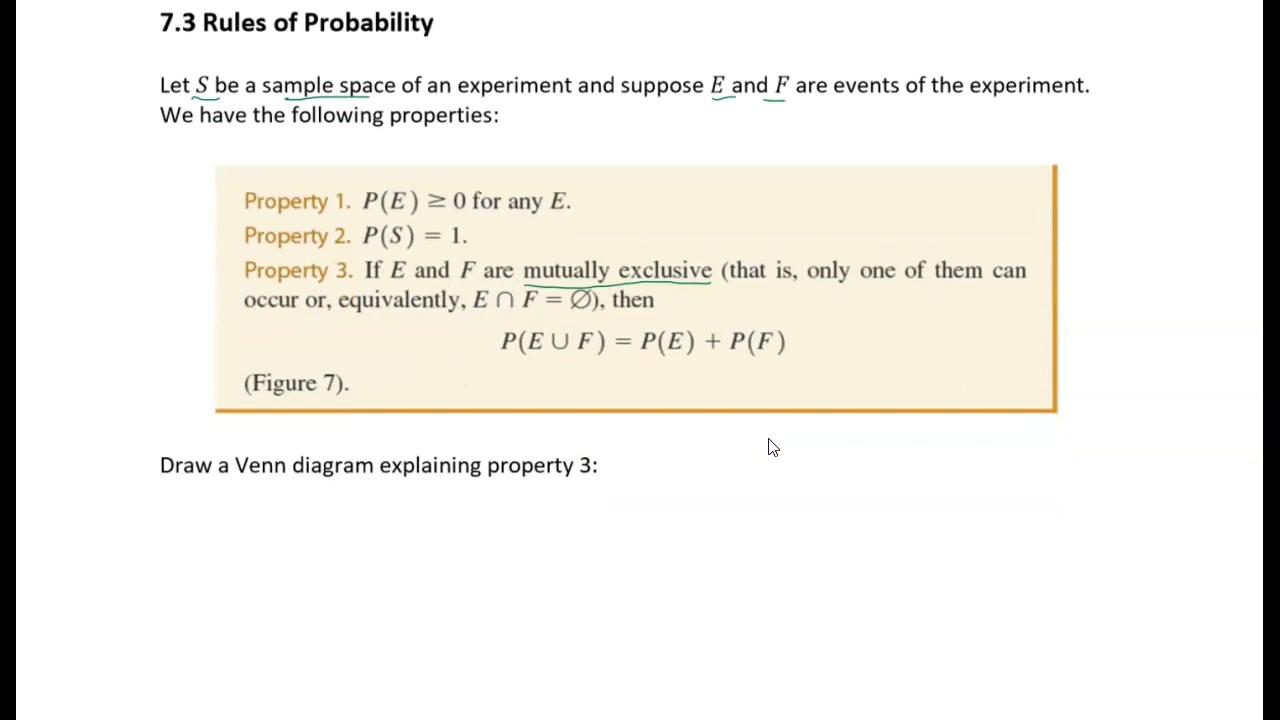 7.3 Rules of Probability
Let S be a sample space of an experiment and suppose E and F are events of the experiment.
We have the following properties:
Property 1. P(E) ≥ 0 for any E.
Property 2. P(S) = 1.
Property 3. If E and F are mutually exclusive (that is, only one of them can
occur or, equivalently, E ∩ F = ∅), then
P(E ∪ F) = P(E) + P(F)
(Figure 7).
Draw a Venn diagram explaining property 3: